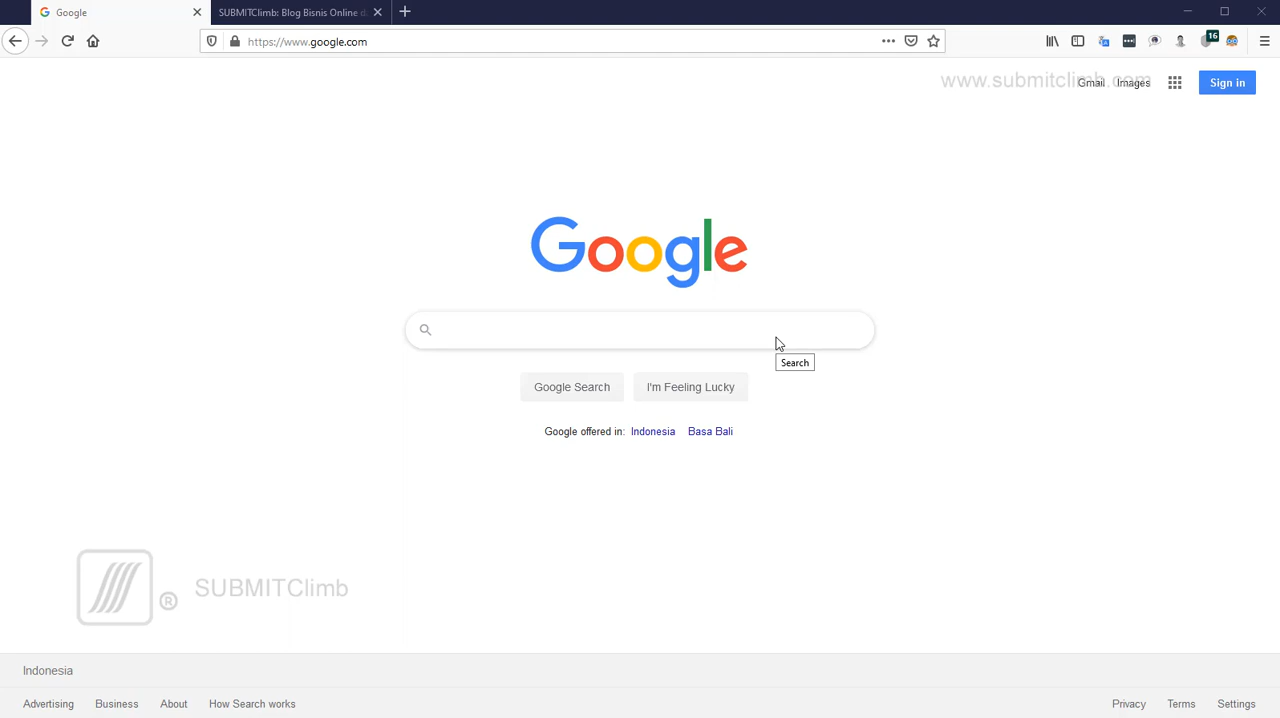 Google
SUBMITClimb: Blog Bisnis Online d
https://www.google.com
16
www.submitclimb.com
Gmail Images Sign in
Google
Search
Google Search I'm Feeling Lucky
Google offered in: Indonesia Basa Bali
® SUBMITClimb
Indonesia
Advertising Business About How Search works Privacy Terms Settings